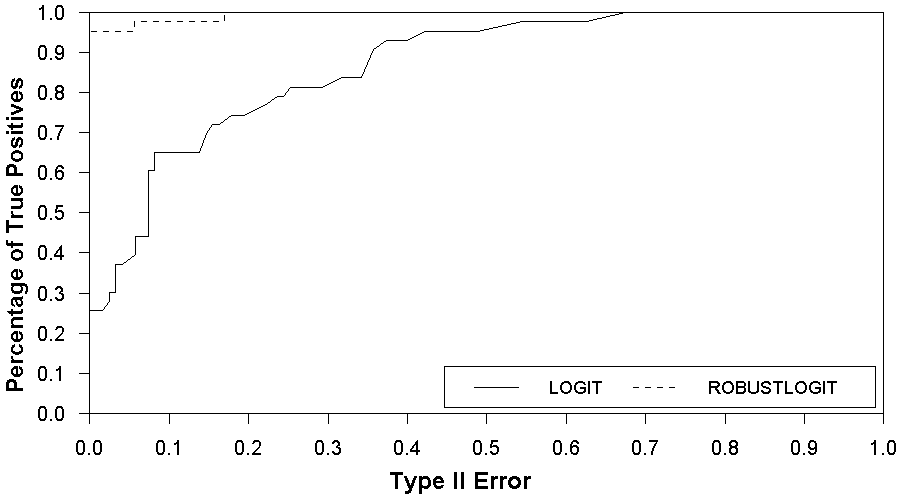 Percentage of True Positives
1.0
0.9
0.8
0.7
0.6
0.5
0.4
0.3
0.2
0.1
0.0
LOGIT ROBUSTLOGIT
0.0 0.1 0.2 0.3 0.4 0.5 0.6 0.7 0.8 0.9 1.0
Type II Error